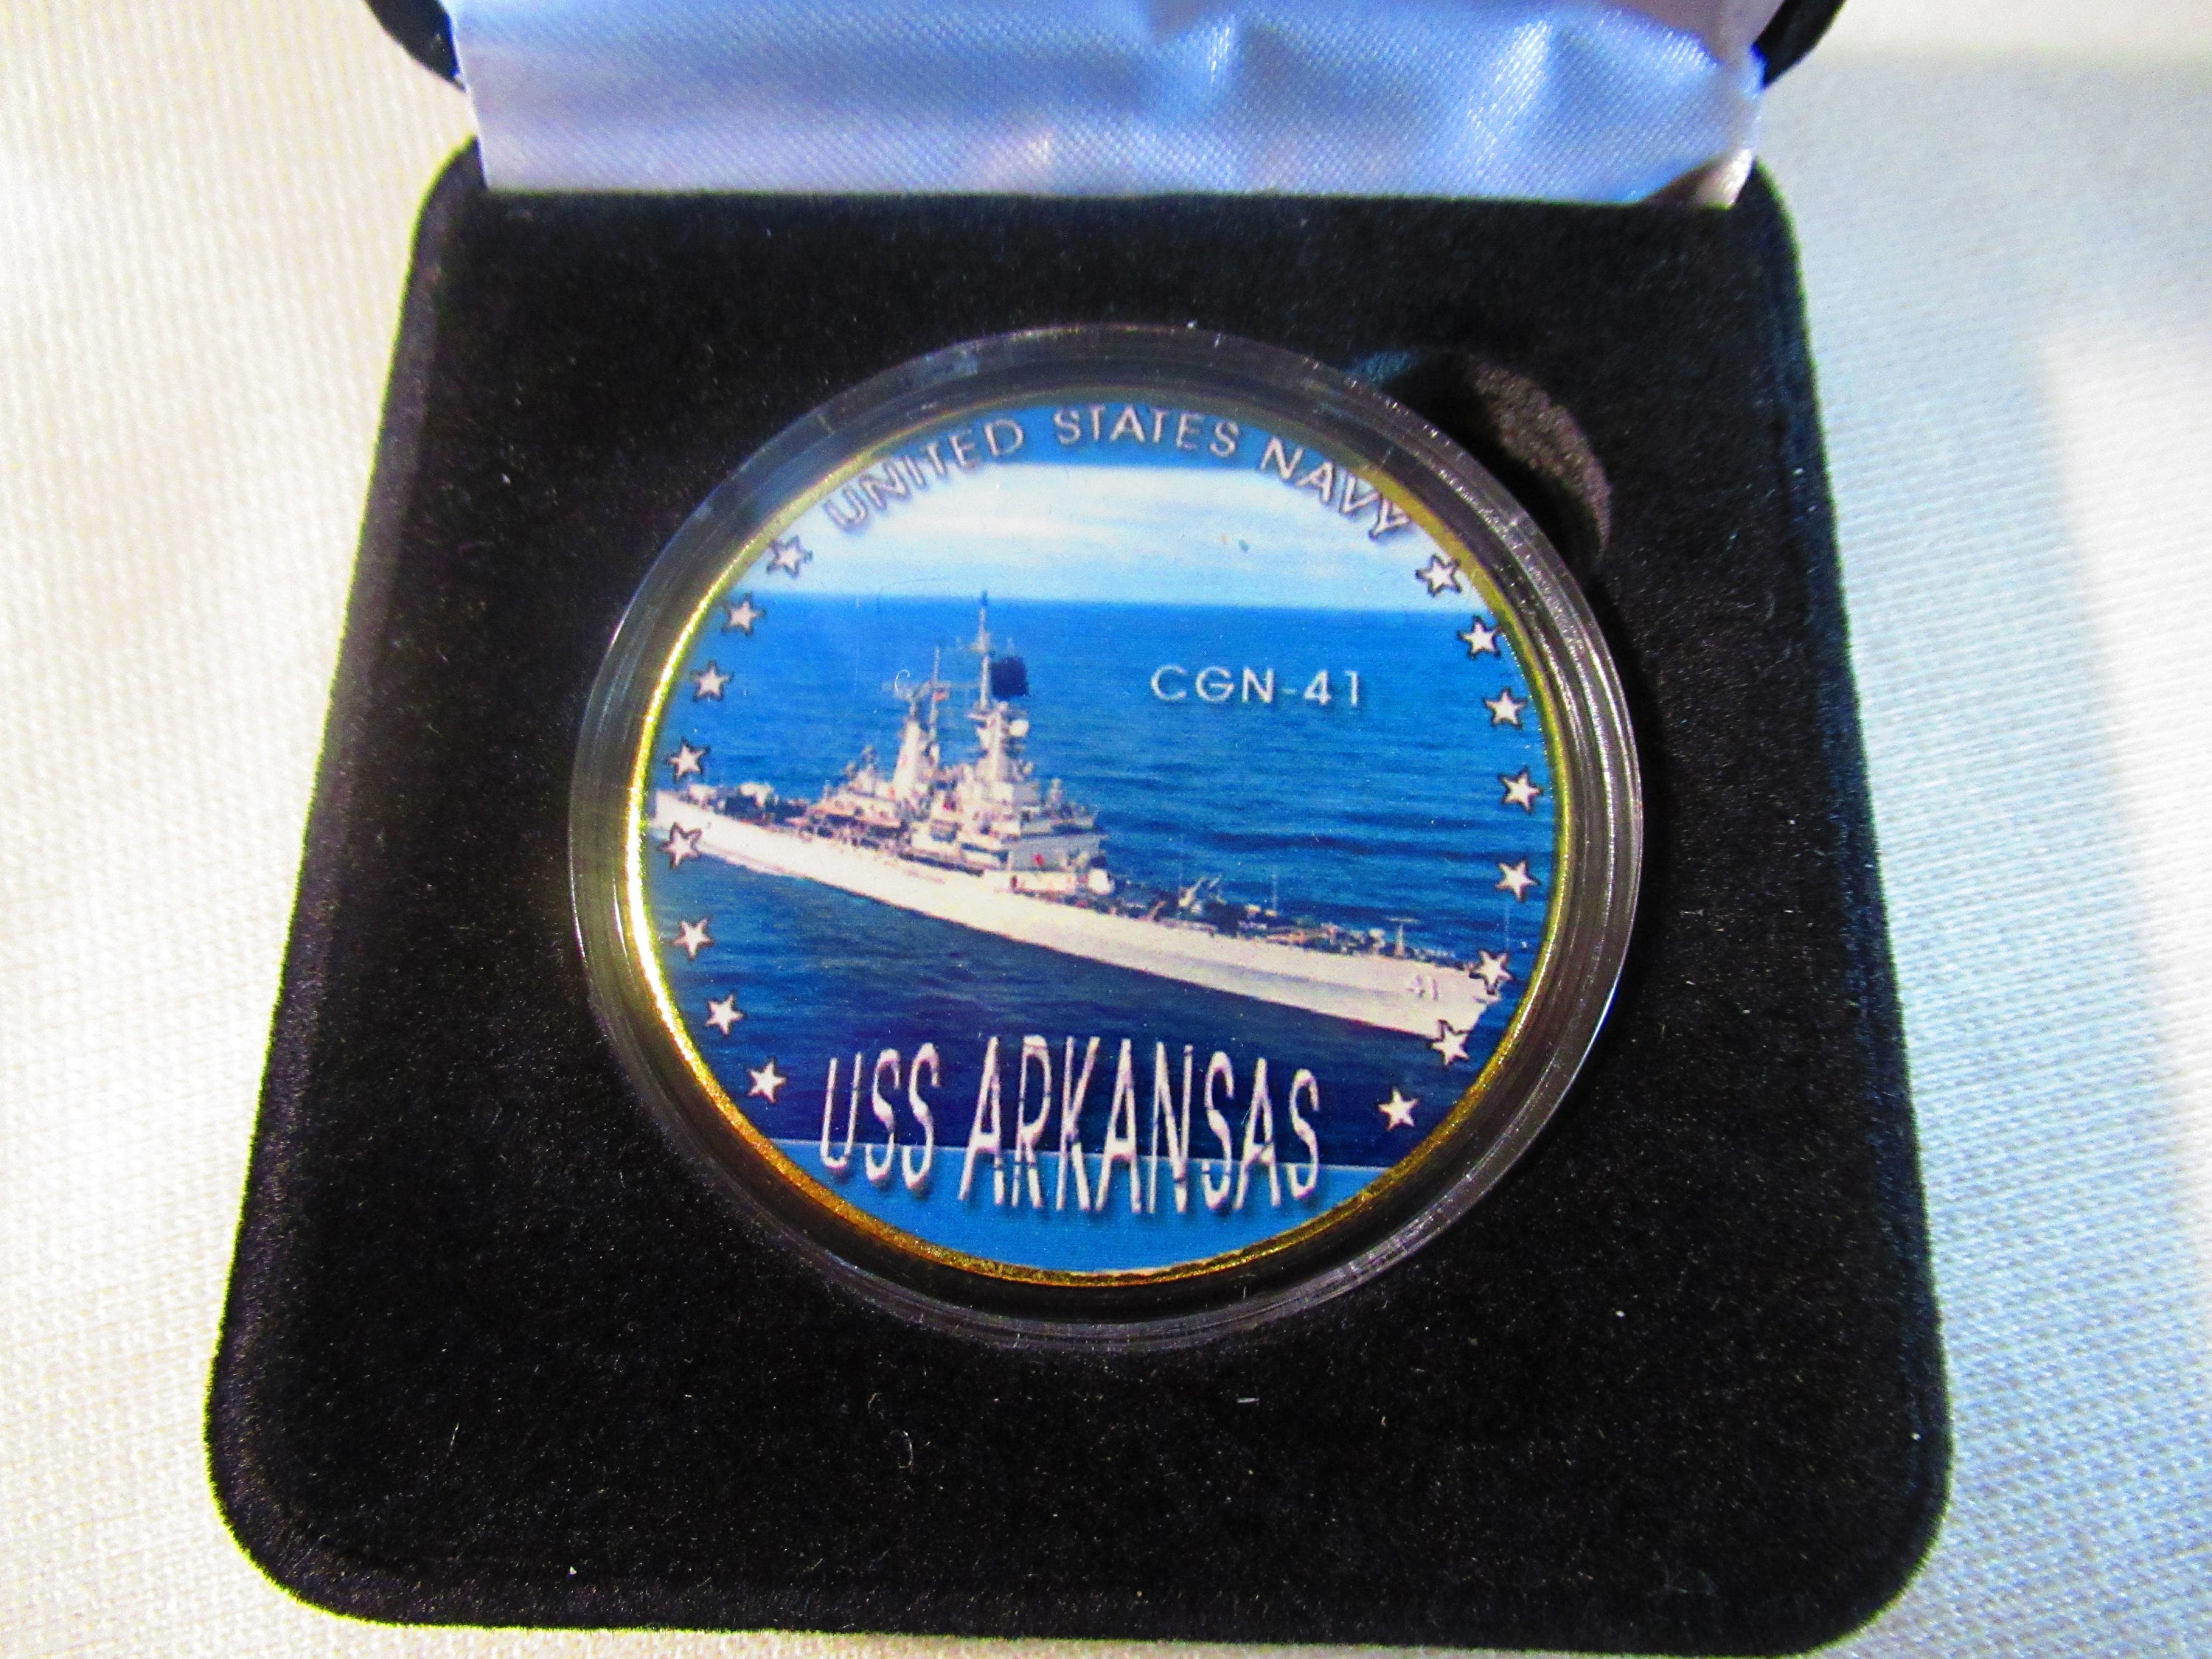 UNITED STATES NAVY
CGN-41
41
USS ARKANSAS